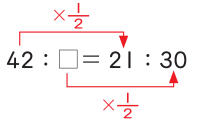 ×1/2
42 : □ = 21 : 30
×1/2